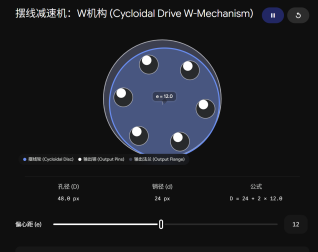 摆线减速机：W机构 (Cycloidal Drive W-Mechanism)
e = 12.0
摆线轮 (Cycloidal Disc) 输出销 (Output Pins) 输出法兰 (Output Flange)
孔径 (D) 销径 (d) 公式
48.0 px 24 px D = 24 + 2 × 12.0
偏心距 (e) 12